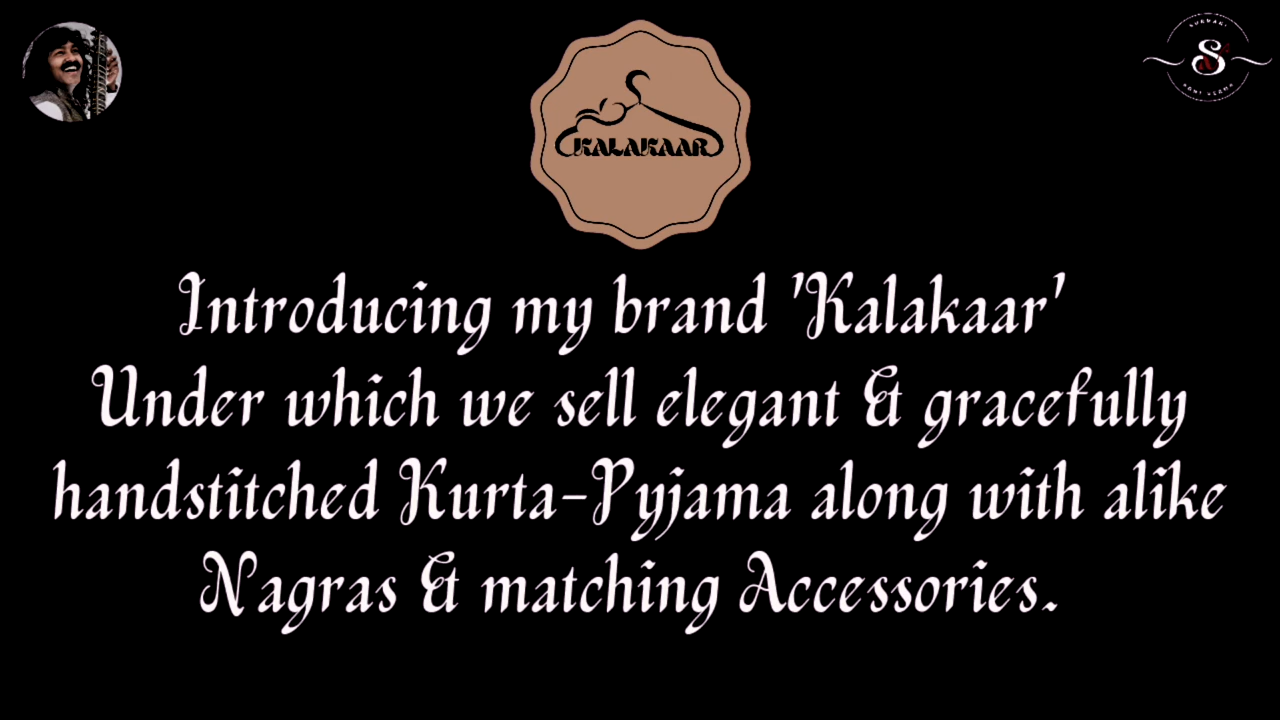 KALAKAAR
Introducing my brand 'Kalakaar'
Under which we sell elegant & gracefully
handstitched Kurta-Pyjama along with alike
Nagras & matching Accessories.